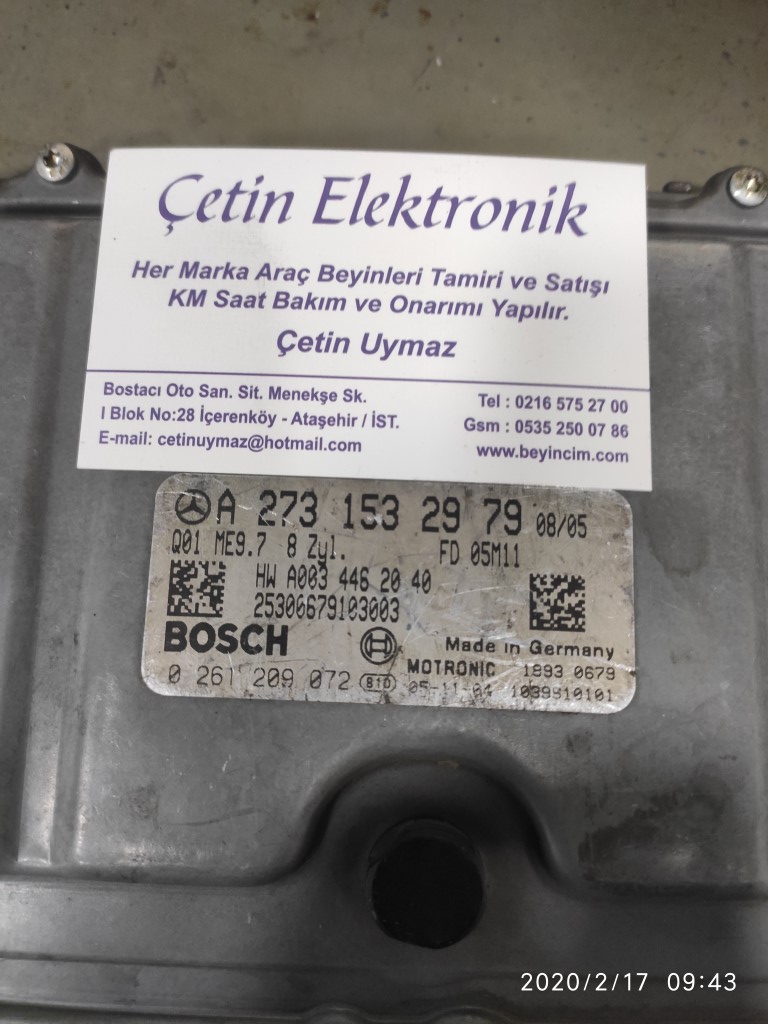 Çetin Elektronik
Her Marka Araç Beyinleri Tamiri ve Satışı
KM Saat Bakım ve Onarımı Yapılır.
Çetin Uymaz
Bostacı Oto San. Sit. Menekşe Sk.
I Blok No:28 İçerenköy - Ataşehir / İST.
E-mail: cetinuymaz@hotmail.com
Tel : 0216 575 27 00
Gsm : 0535 250 07 86
www.beyincim.com
A 273 153 29 79 08/05
Q01 ME9.7 8 Zyl. FD 05M11
HW A003 446 20 40
25306679103003
BOSCH
Made in Germany
0 261 209 072 B10
MOTRONIC 1893 0679
05-11-04 1039S10101
2020/2/17 09:43